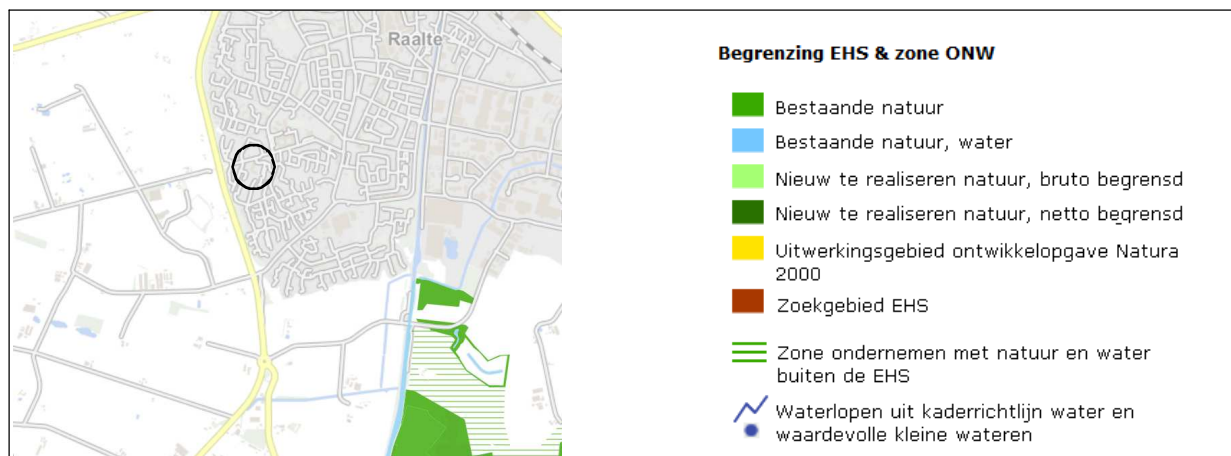 Raalte
Begrenzing EHS & zone ONW
Bestaande natuur
Bestaande natuur, water
Nieuw te realiseren natuur, bruto begrensd
Nieuw te realiseren natuur, netto begrensd
Uitwerkingsgebied ontwikkelopgave Natura
2000
Zoekgebied EHS
Zone ondernemen met natuur en water
buiten de EHS
Waterlopen uit kaderrichtlijn water en
waardevolle kleine wateren